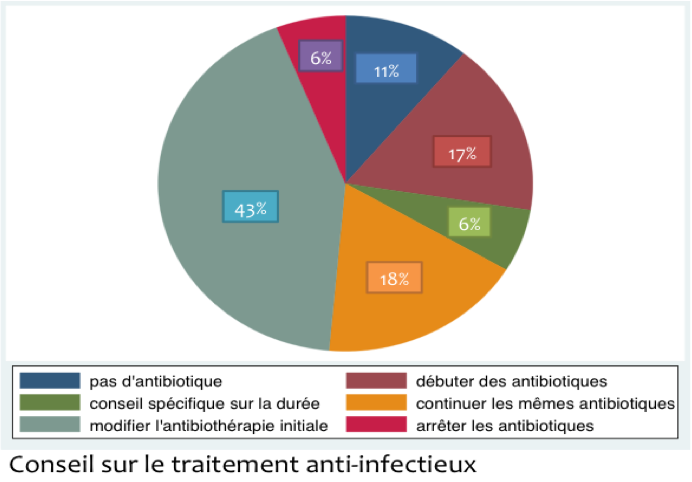 6%
11%
17%
43%
6%
18%
pas d'antibiotique
débuter des antibiotiques
conseil spécifique sur la durée
continuer les mêmes antibiotiques
modifier l'antibiothérapie initiale
arrêter les antibiotiques
Conseil sur le traitement anti-infectieux